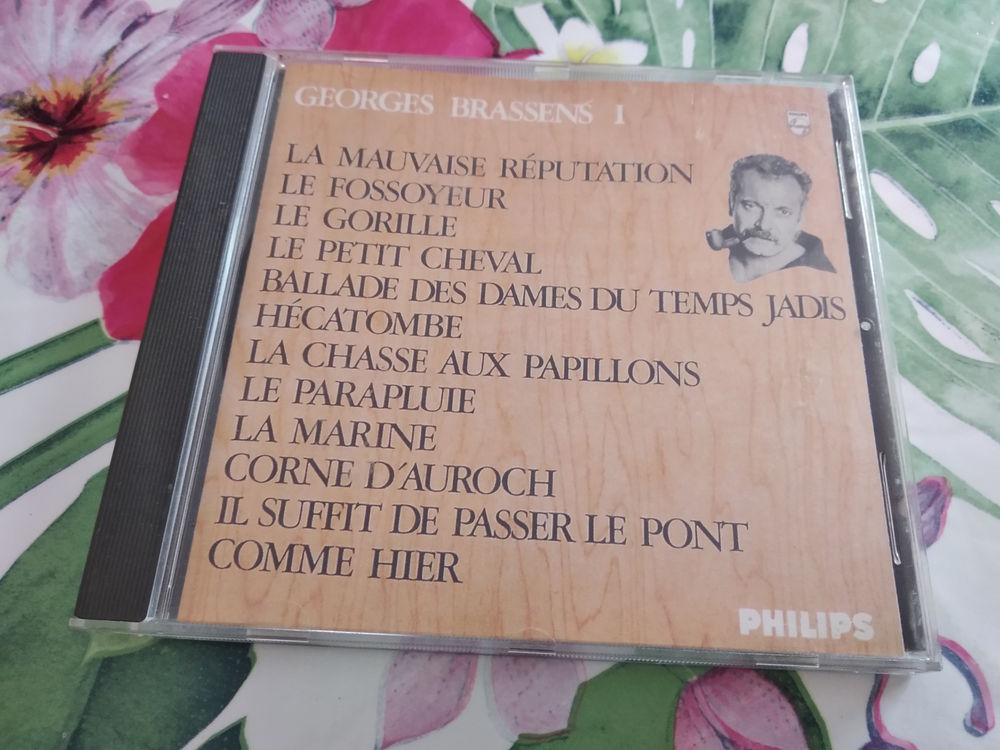 GEORGES BRASSENS I
PHILIPS
LA MAUVAISE RÉPUTATION
LE FOSSOYEUR
LE GORILLE
LE PETIT CHEVAL
BALLADE DES DAMES DU TEMPS JADIS
HÉCATOMBE
LA CHASSE AUX PAPILLONS
LE PARAPLUIE
LA MARINE
CORNE D'AUROCH
IL SUFFIT DE PASSER LE PONT
COMME HIER
PHILIPS